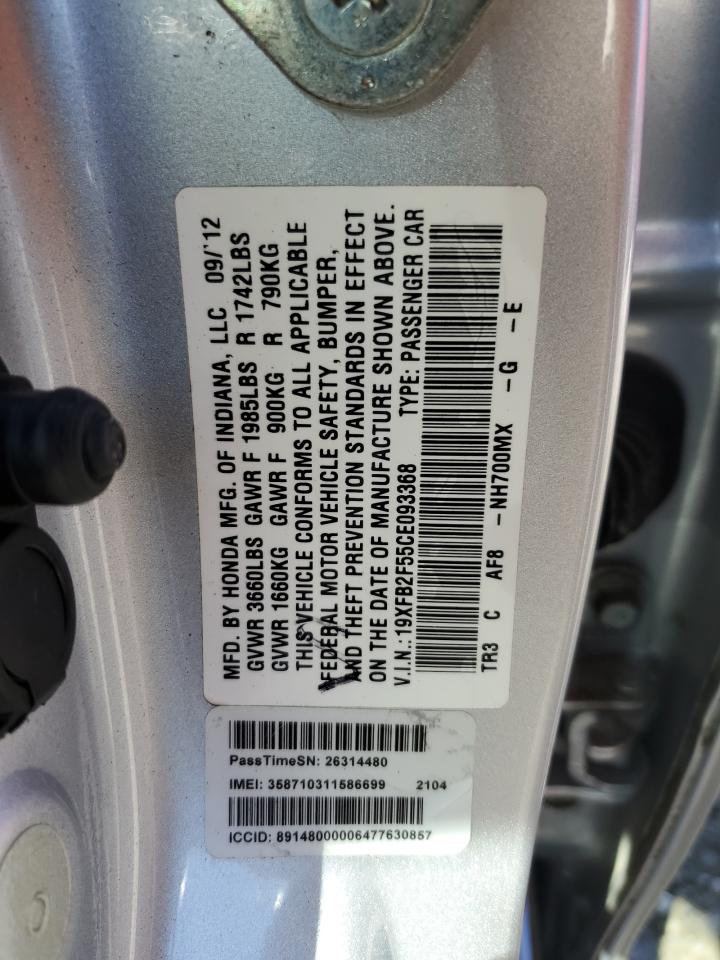 MFD. BY HONDA MFG. OF INDIANA, LLC 09/'12
GVWR 3660LBS GAWR F 1985LBS R 1742LBS
GVWR 1660KG GAWR F 900KG R 790KG
THIS VEHICLE CONFORMS TO ALL APPLICABLE
FEDERAL MOTOR VEHICLE SAFETY, BUMPER,
AND THEFT PREVENTION STANDARDS IN EFFECT
ON THE DATE OF MANUFACTURE SHOWN ABOVE.
V.I.N.: 19XFB2F55CE093368 TYPE: PASSENGER CAR
TR3 C AF8 -NH700MX -G -E
PassTimeSN: 26314480
IMEI: 358710311586699 2104
ICCID: 89148000006477630857